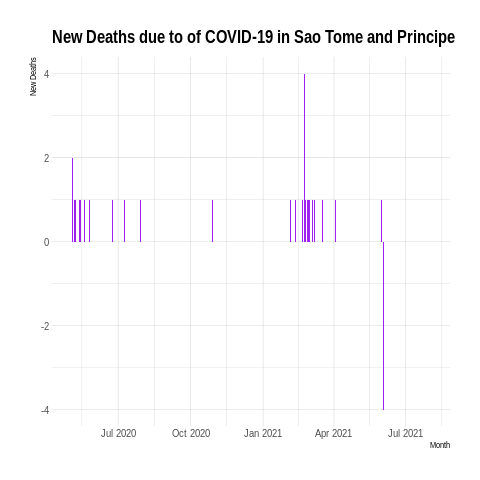 New Deaths due to of COVID-19 in Sao Tome and Principe
New Deaths
4
2
0
-2
-4
Jul 2020 Oct 2020 Jan 2021 Apr 2021 Jul 2021
Month